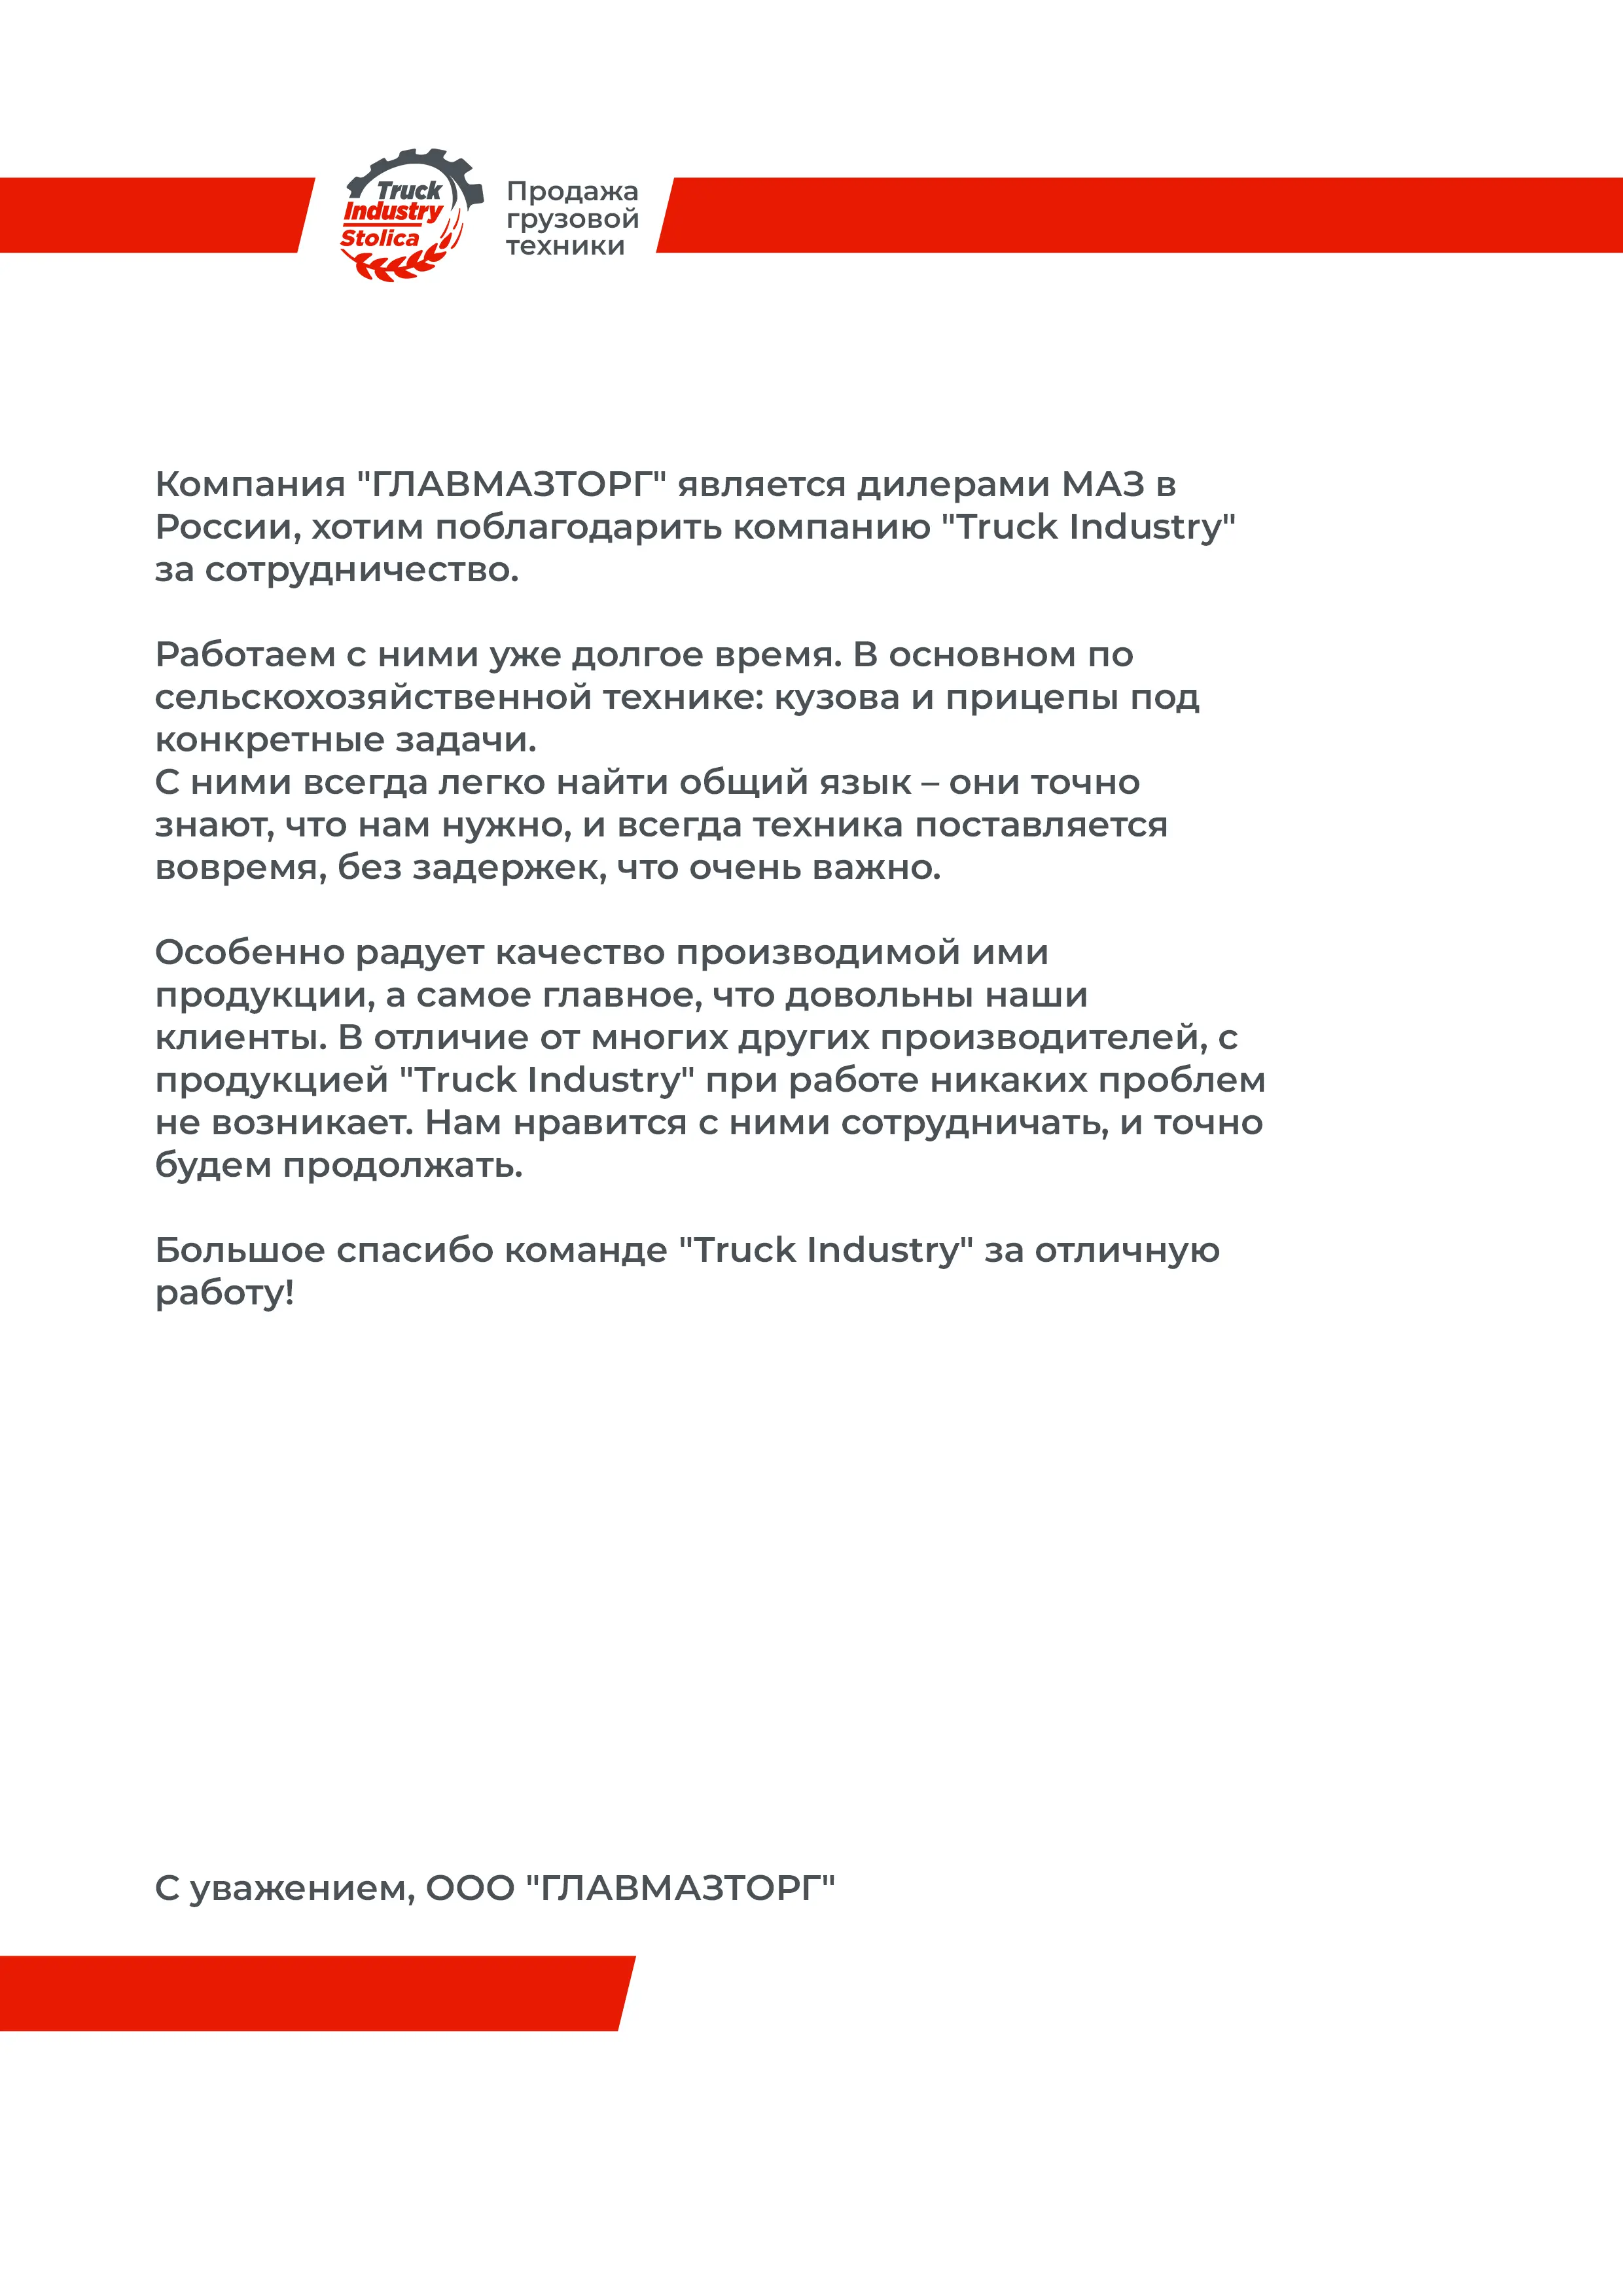 Truck
Industry
Stolica
Продажа
грузовой
техники
Компания "ГЛАВМАЗТОРГ" является дилерами МАЗ в
России, хотим поблагодарить компанию "Truck Industry"
за сотрудничество.
Работаем с ними уже долгое время. В основном по
сельскохозяйственной технике: кузова и прицепы под
конкретные задачи.
С ними всегда легко найти общий язык – они точно
знают, что нам нужно, и всегда техника поставляется
вовремя, без задержек, что очень важно.
Особенно радует качество производимой ими
продукции, а самое главное, что довольны наши
клиенты. В отличие от многих других производителей, с
продукцией "Truck Industry" при работе никаких проблем
не возникает. Нам нравится с ними сотрудничать, и точно
будем продолжать.
Большое спасибо команде "Truck Industry" за отличную
работу!
С уважением, ООО "ГЛАВМАЗТОРГ"